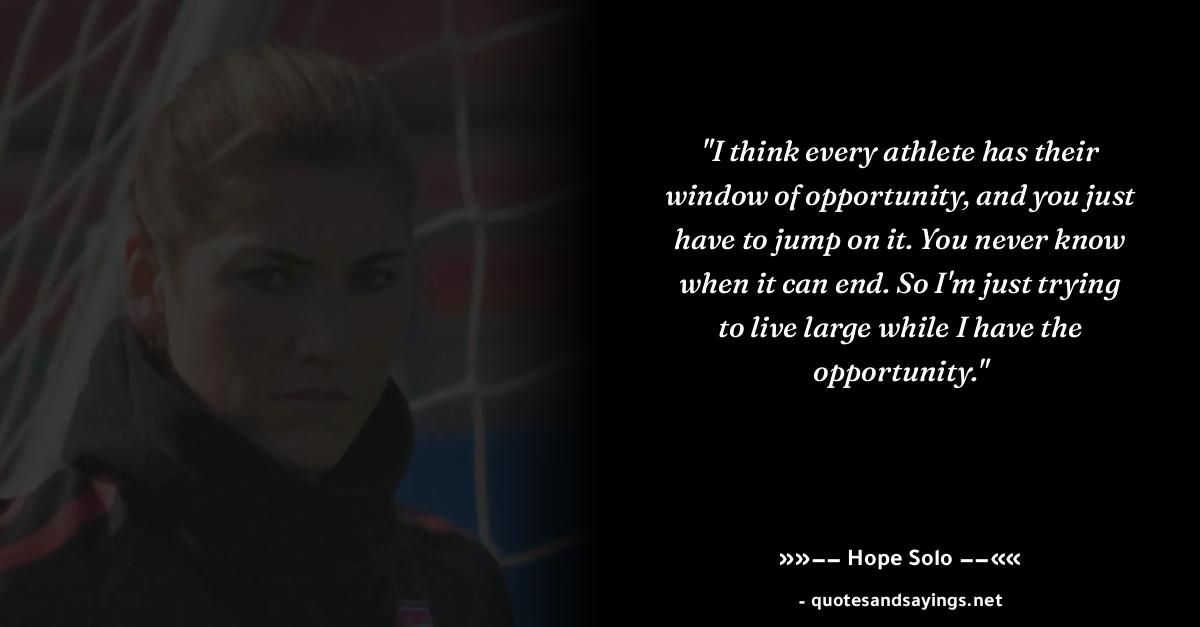 "I think every athlete has their
window of opportunity, and you just
have to jump on it. You never know
when it can end. So I'm just trying
to live large while I have the
opportunity."
»»−− Hope Solo −−««
- quotesandsayings.net